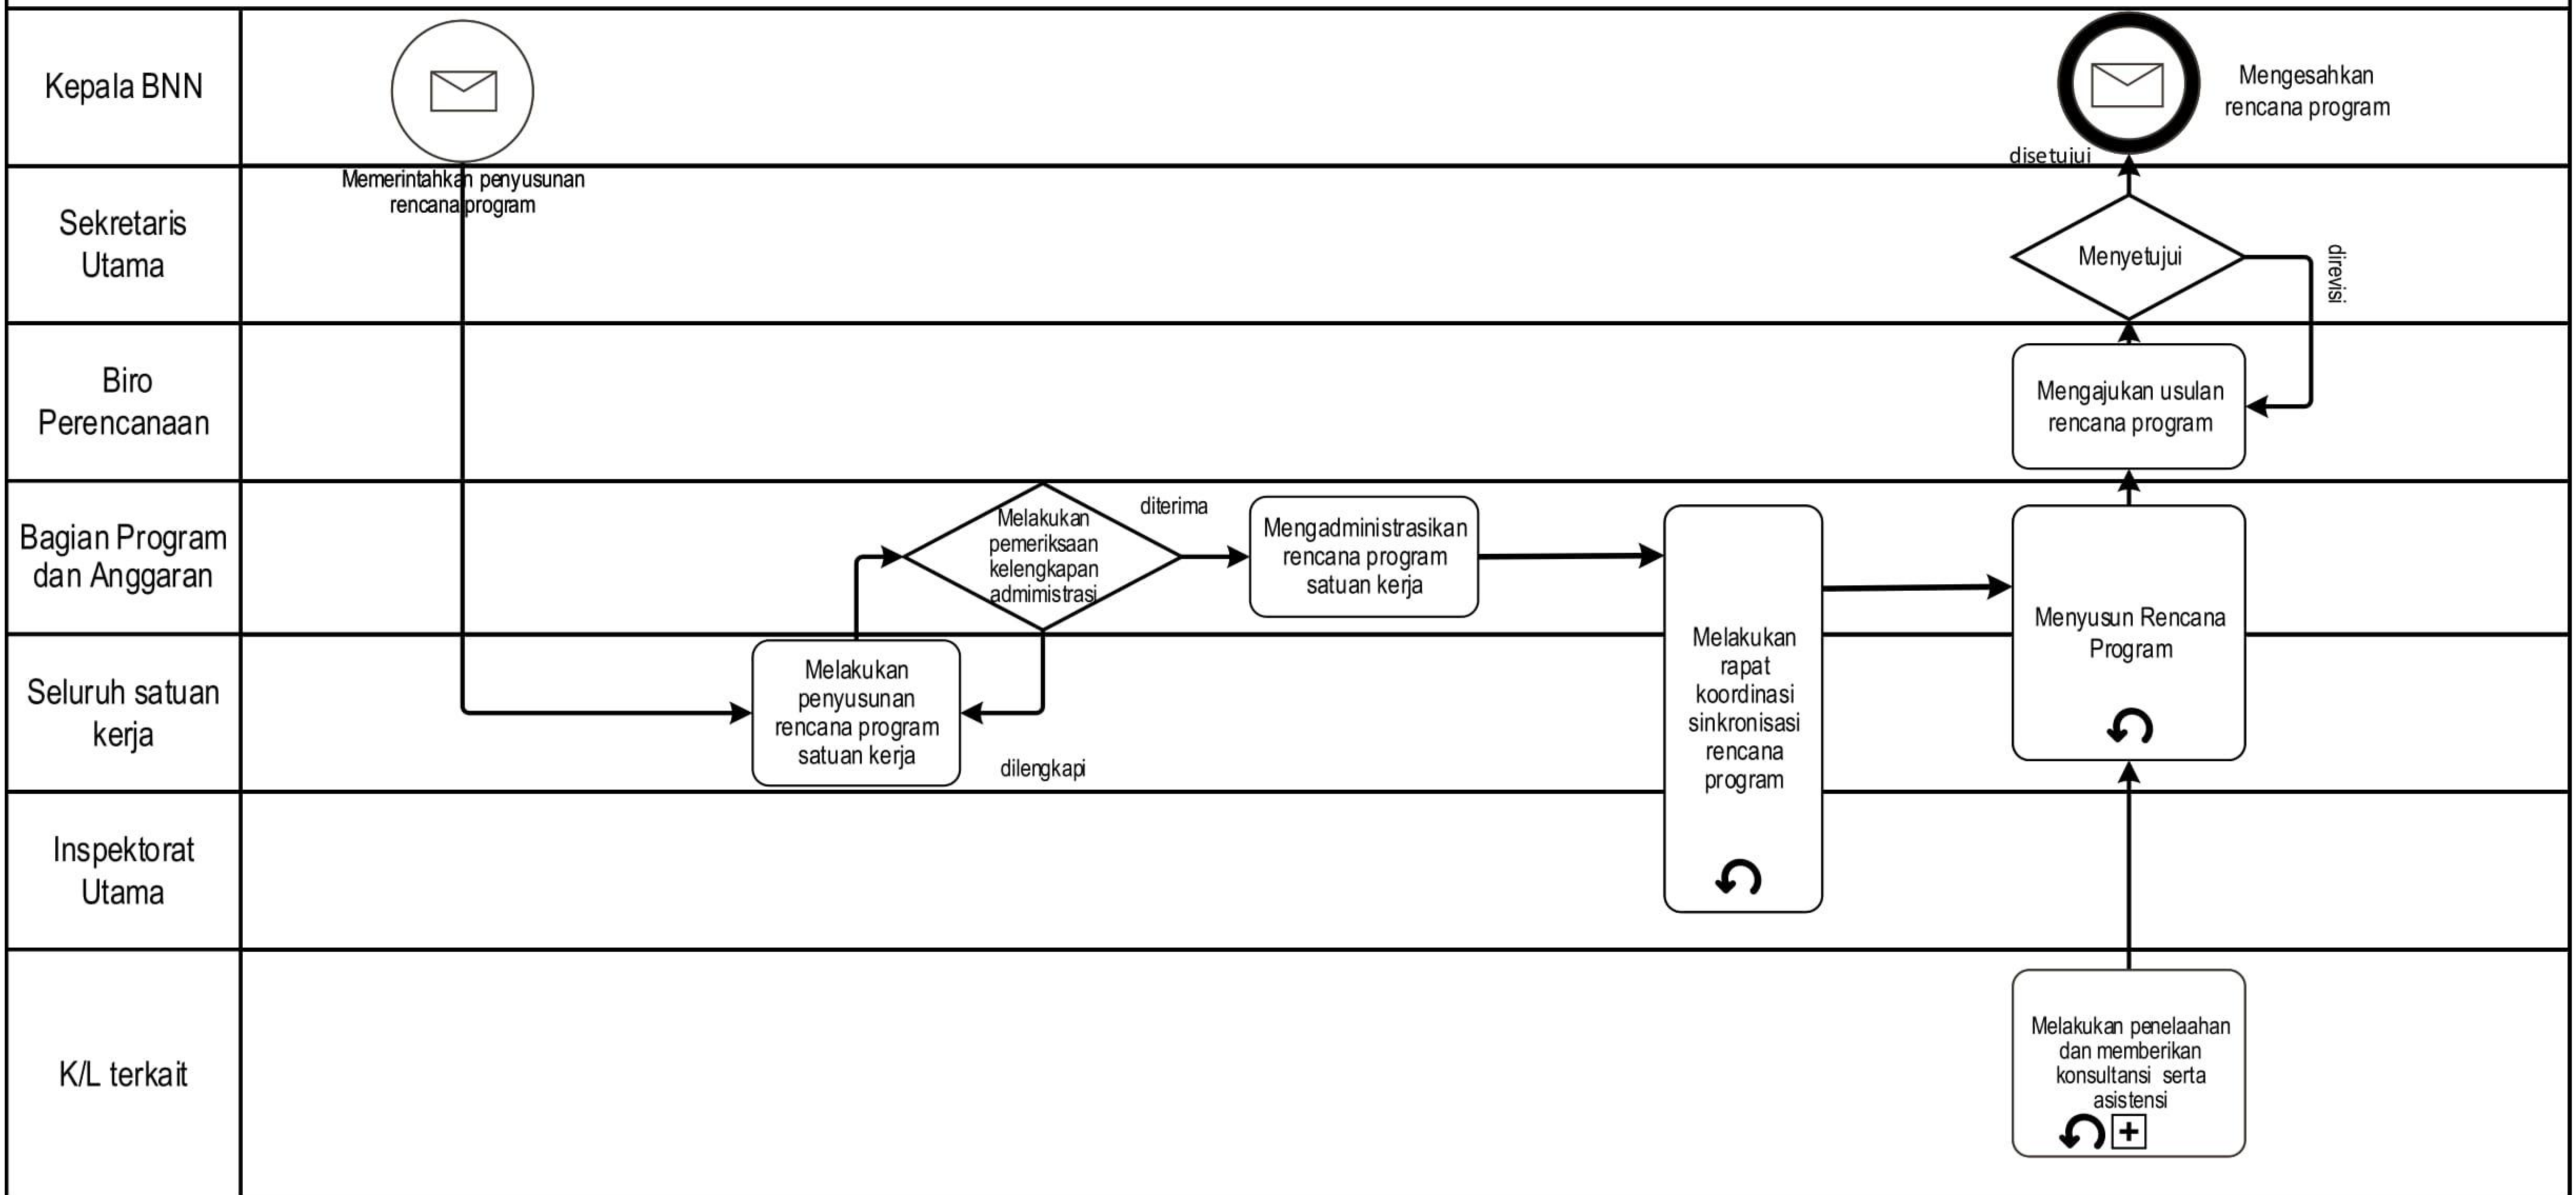 Kepala BNN
Memerintahkan penyusunan
rencana program
Mengesahkan
rencana program
disetujui
Sekretaris
Utama
Menyetujui
direvisi
Biro
Perencanaan
Mengajukan usulan
rencana program
Bagian Program
dan Anggaran
Melakukan
pemeriksaan
kelengkapan
admimistrasi
diterima
Mengadministrasikan
rencana program
satuan kerja
Melakukan
rapat
koordinasi
sinkronisasi
rencana
program
Menyusun Rencana
Program
Seluruh satuan
kerja
Melakukan
penyusunan
rencana program
satuan kerja
dilengkapi
Inspektorat
Utama
K/L terkait
Melakukan penelaahan
dan memberikan
konsultansi serta
asistensi